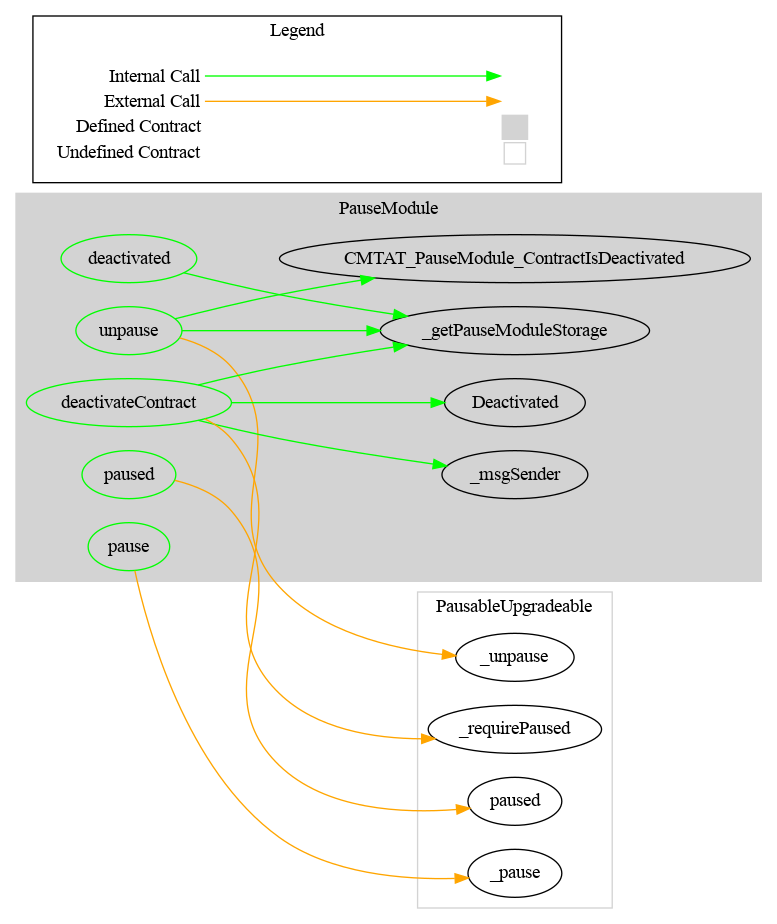 Legend
Internal Call
External Call
Defined Contract
Undefined Contract
PauseModule
deactivated
CMTAT_PauseModule_ContractIsDeactivated
unpause
_getPauseModuleStorage
deactivateContract
Deactivated
paused
_msgSender
pause
PausableUpgradeable
_unpause
_requirePaused
paused
_pause